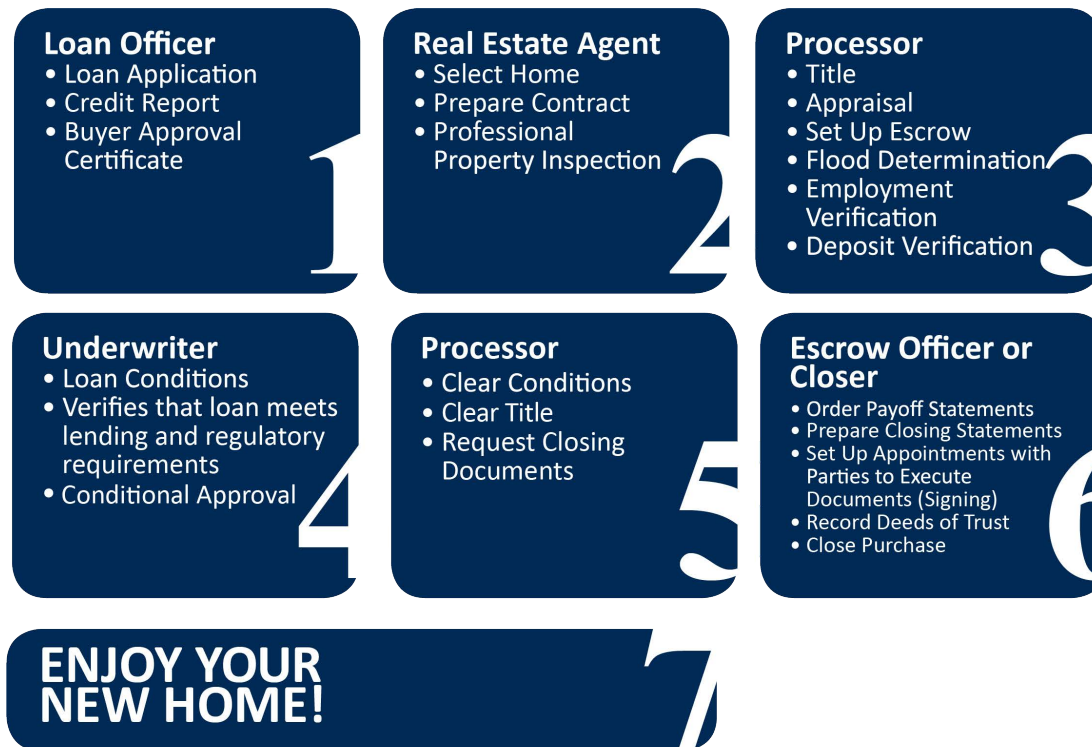 Loan Officer
• Loan Application
• Credit Report
• Buyer Approval
Certificate
1
Real Estate Agent
• Select Home
• Prepare Contract
• Professional
Property Inspection
2
Processor
• Title
• Appraisal
• Set Up Escrow
• Flood Determination
• Employment
Verification
• Deposit Verification
3
Underwriter
• Loan Conditions
• Verifies that loan meets
lending and regulatory
requirements
• Conditional Approval
4
Processor
• Clear Conditions
• Clear Title
• Request Closing
Documents
5
Escrow Officer or
Closer
• Order Payoff Statements
• Prepare Closing Statements
• Set Up Appointments with
Parties to Execute
Documents (Signing)
• Record Deeds of Trust
• Close Purchase
6
ENJOY YOUR
NEW HOME!
7